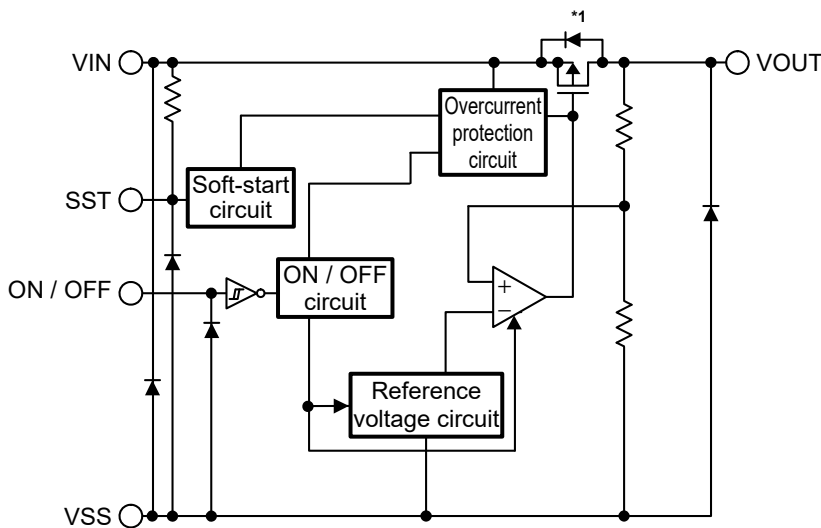 *1
VIN
VOUT
Overcurrent
protection
circuit
SST
Soft-start
circuit
ON / OFF
ON / OFF
circuit
+
−
Reference
voltage circuit
VSS